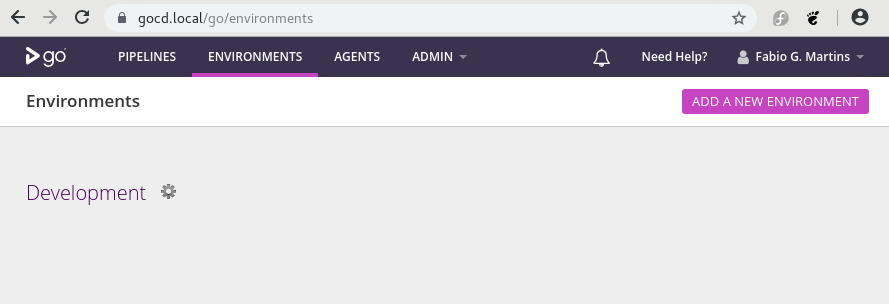 gocd.local/go/environments
go PIPELINES ENVIRONMENTS AGENTS ADMIN Need Help? Fabio G. Martins
Environments ADD A NEW ENVIRONMENT
Development